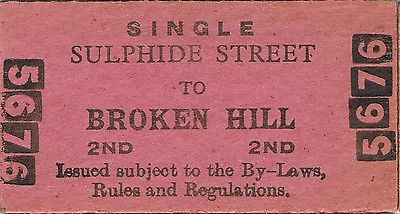 SINGLE
SULPHIDE STREET
TO
BROKEN HILL
2ND 2ND
Issued subject to the By-Laws,
Rules and Regulations.
5676
5676